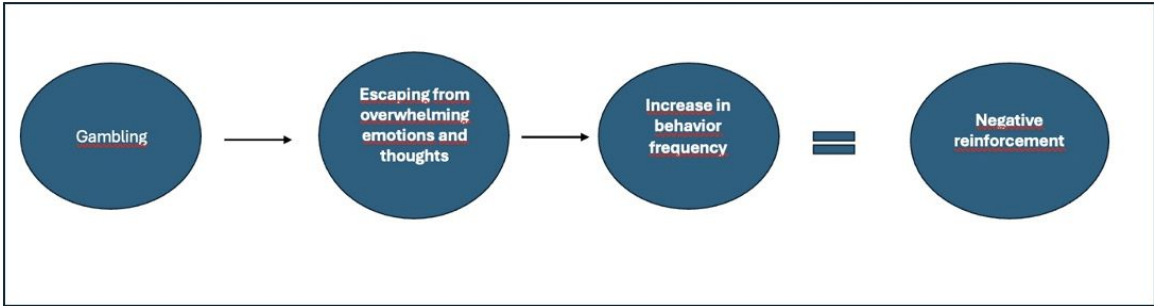 Gambling
Escaping from
overwhelming
emotions and
thoughts
Increase in
behavior
frequency
Negative
reinforcement